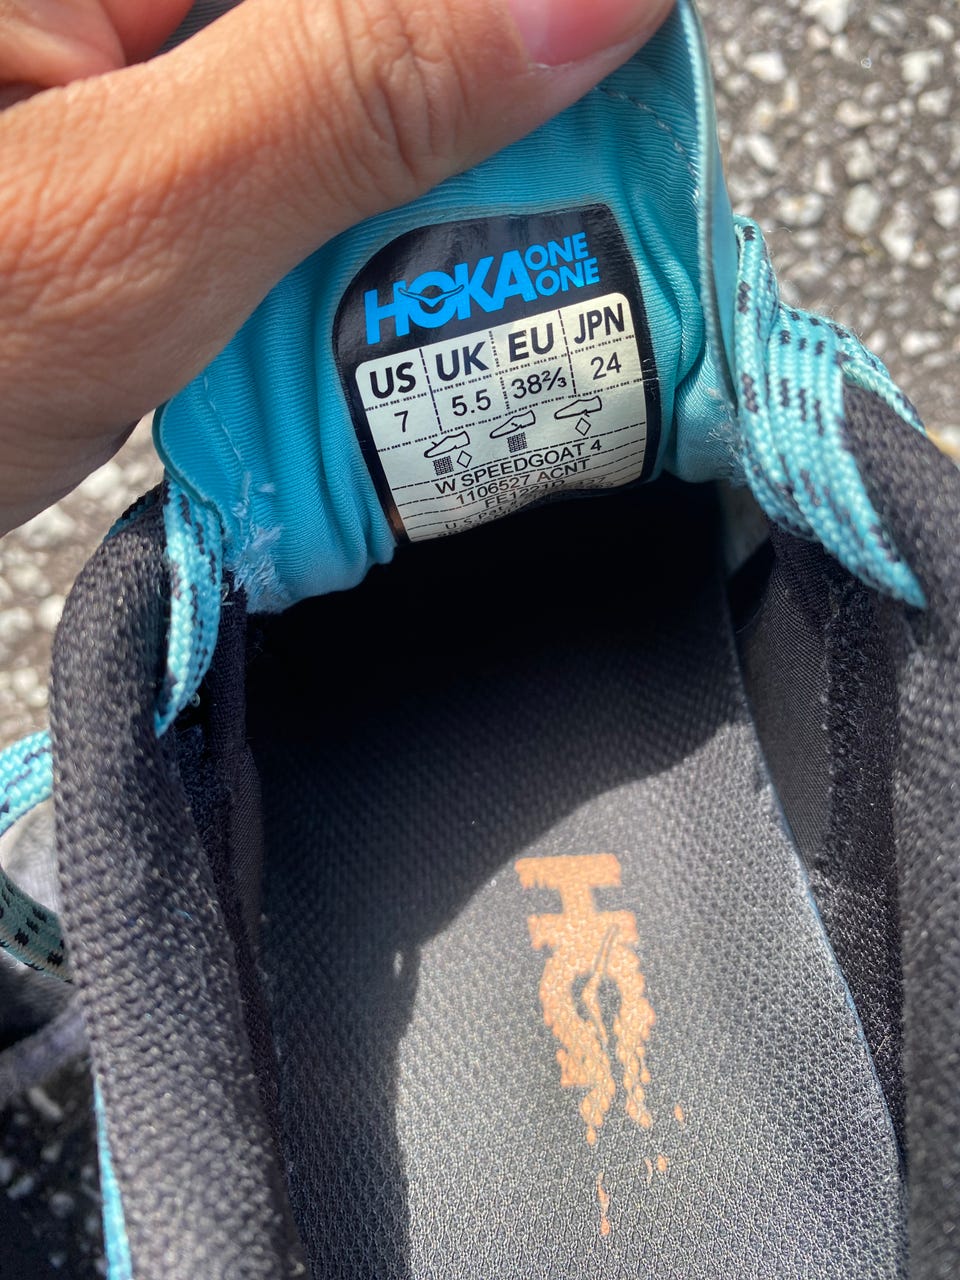 HOKA ONE ONE
US UK EU JPN
7 5.5 38⅔ 24
W SPEEDGOAT 4
1106527 ACNT